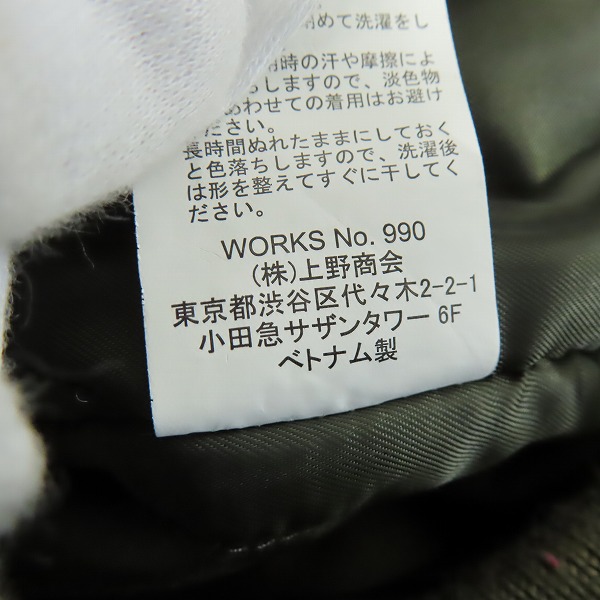 めて洗濯をし
用時の汗や摩擦によ
ちしますので、淡色物
あわせての着用はお避け
ください。
長時間ぬれたままにしておく
と色落ちしますので、洗濯後
は形を整えてすぐに干してく
ださい。
WORKS No. 990
(株)上野商会
東京都渋谷区代々木2-2-1
小田急サザンタワー 6F
ベトナム製